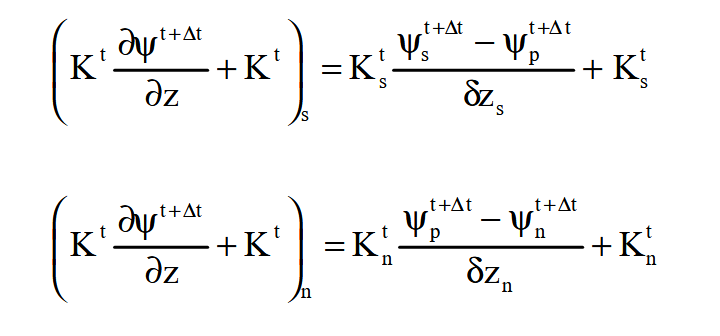 (K^t ∂ψ^{t+Δt}/∂z + K^t)_s = K_s^t (ψ_s^{t+Δt} − ψ_p^{t+Δt})/δz_s + K_s^t
(K^t ∂ψ^{t+Δt}/∂z + K^t)_n = K_n^t (ψ_p^{t+Δt} − ψ_n^{t+Δt})/δz_n + K_n^t